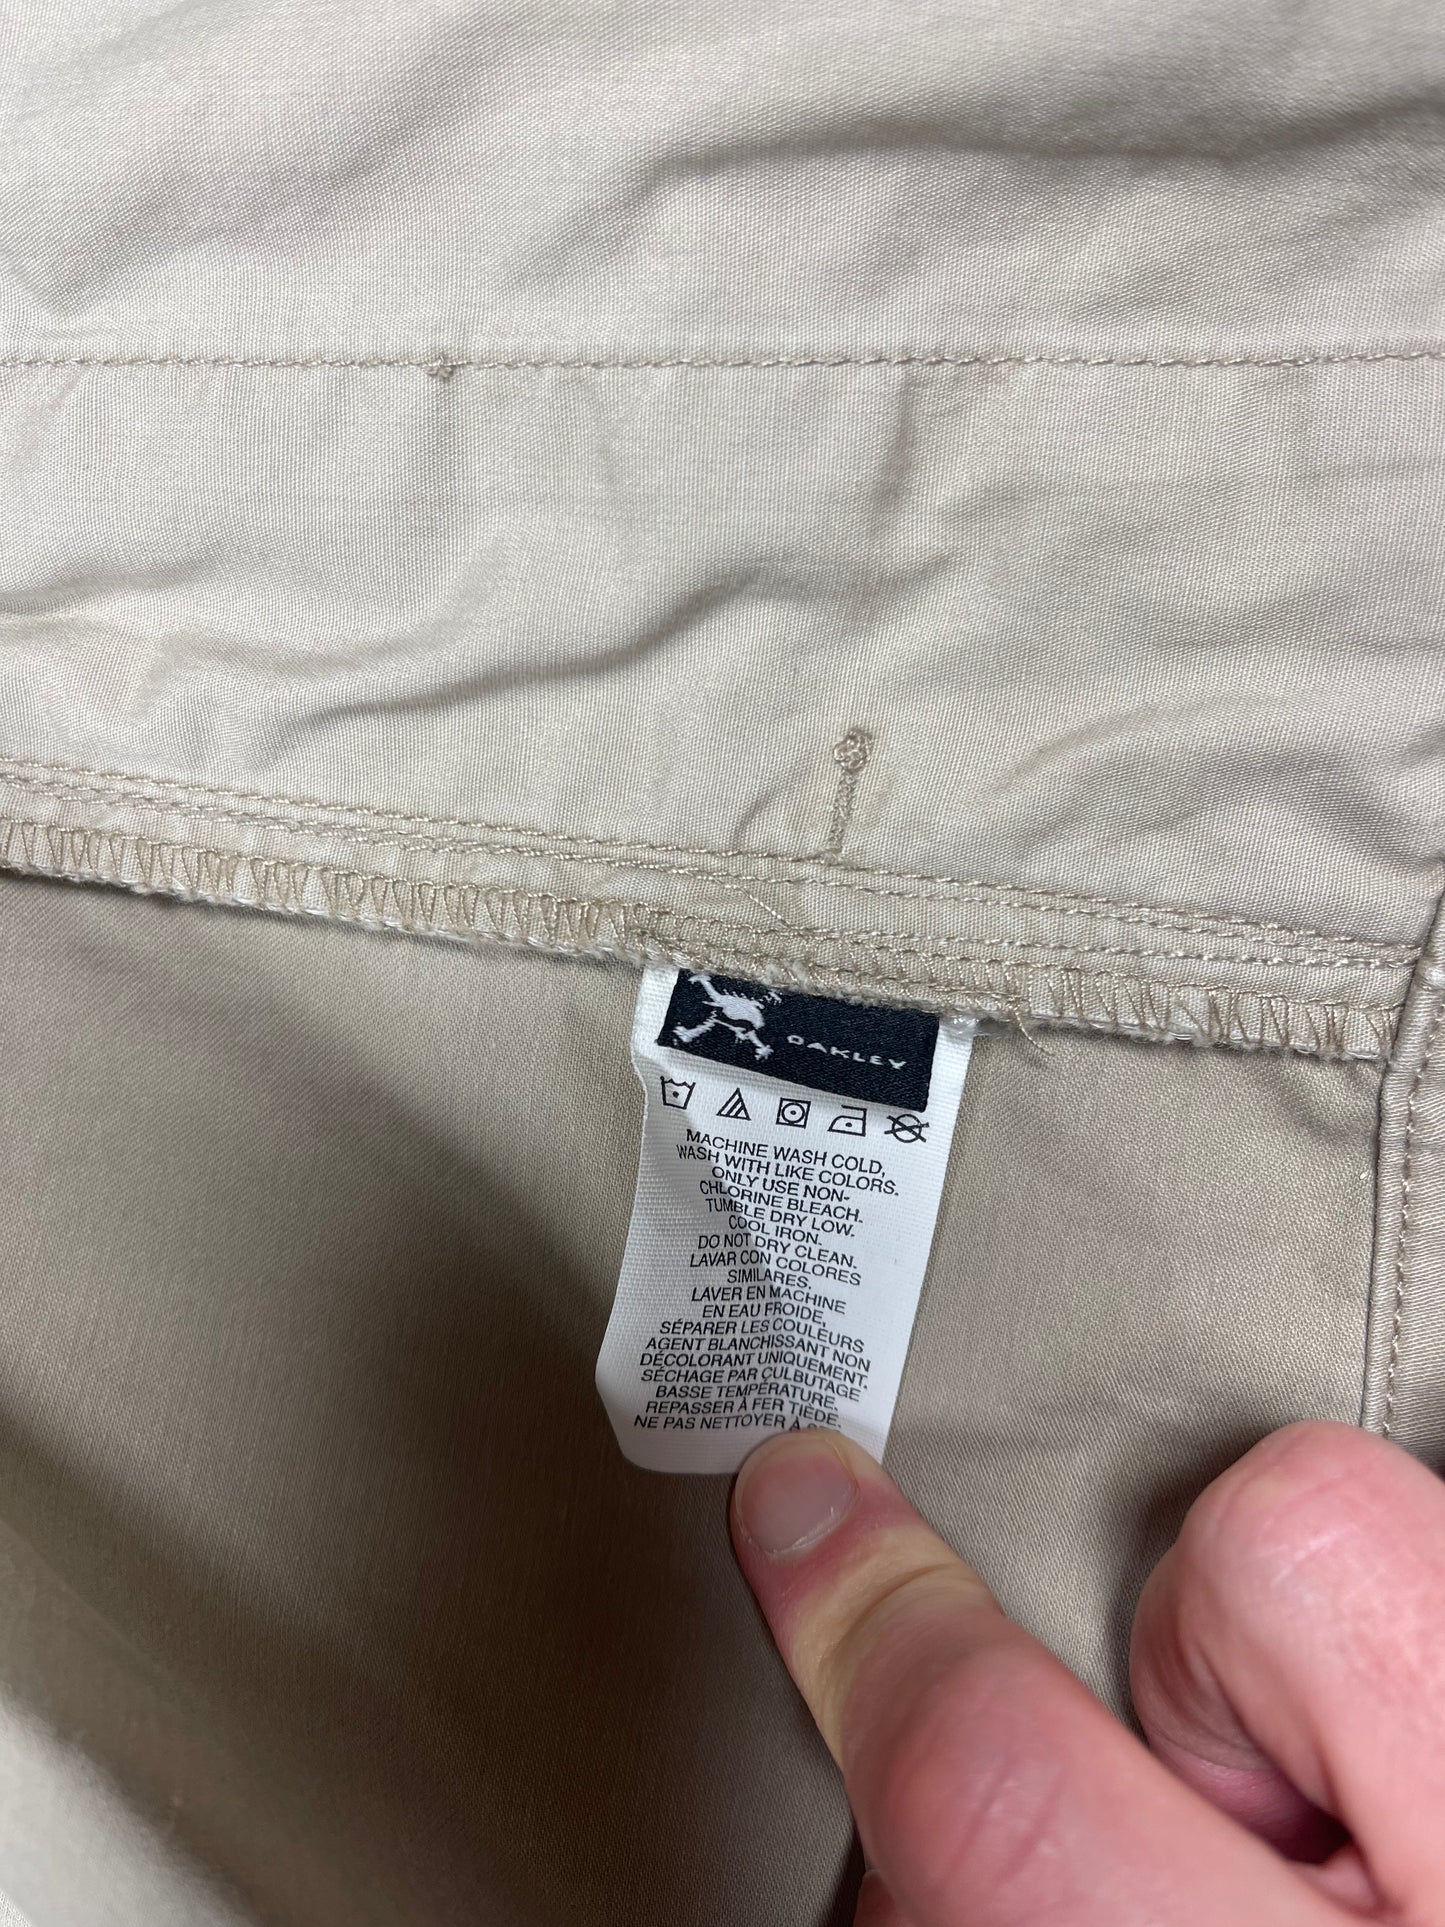 OAKLEY
MACHINE WASH COLD,
WASH WITH LIKE COLORS.
ONLY USE NON-
CHLORINE BLEACH.
TUMBLE DRY LOW.
COOL IRON.
DO NOT DRY CLEAN.
LAVAR CON COLORES
SIMILARES.
LAVER EN MACHINE
EN EAU FROIDE,
SÉPARER LES COULEURS
AGENT BLANCHISSANT NON
DÉCOLORANT UNIQUEMENT.
SÉCHAGE PAR CULBUTAGE
BASSE TEMPÉRATURE.
REPASSER À FER TIÈDE.
NE PAS NETTOYER À